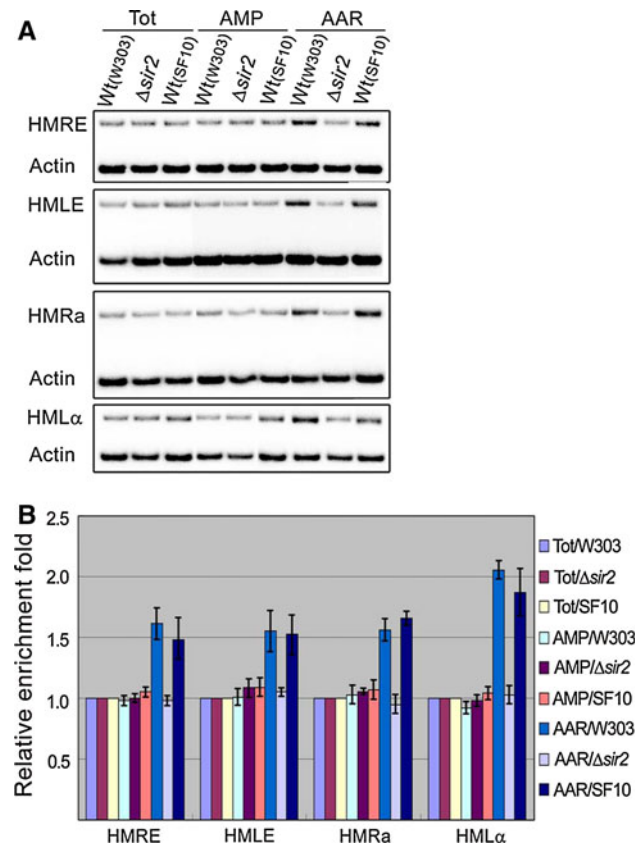 A
Tot AMP AAR
Wt(W303) Δsir2 Wt(SF10) Wt(W303) Δsir2 Wt(SF10) Wt(W303) Δsir2 Wt(SF10)
HMRE
Actin
HMLE
Actin
HMRa
Actin
HMLα
Actin
B
Relative enrichment fold
2.5
2.0
1.5
1.0
0.5
HMRE HMLE HMRa HMLα
Tot/W303
Tot/Δsir2
Tot/SF10
AMP/W303
AMP/Δsir2
AMP/SF10
AAR/W303
AAR/Δsir2
AAR/SF10